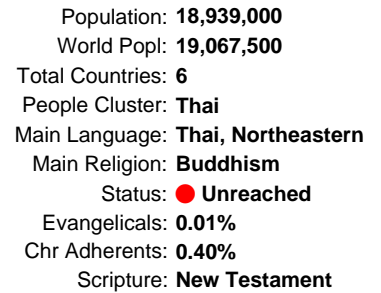 Population: 18,939,000
World Popl: 19,067,500
Total Countries: 6
People Cluster: Thai
Main Language: Thai, Northeastern
Main Religion: Buddhism
Status: Unreached
Evangelicals: 0.01%
Chr Adherents: 0.40%
Scripture: New Testament